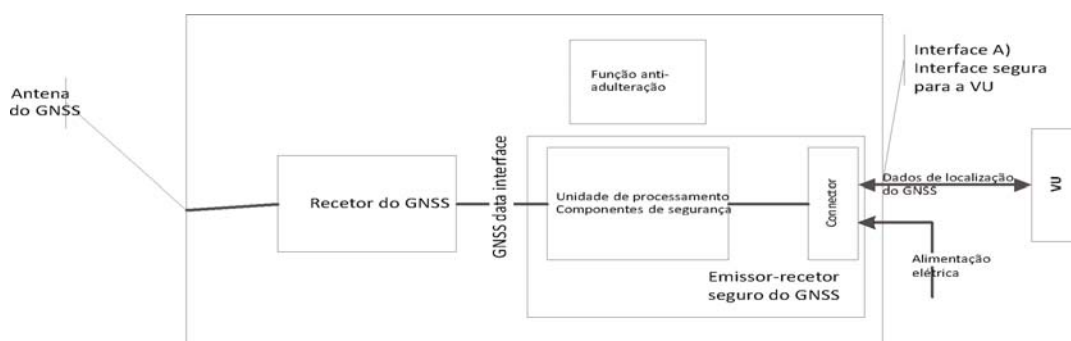 Antena
do GNSS
Recetor do GNSS
GNSS data interface
Função anti-
adulteração
Unidade de processamento
Componentes de segurança
Connector
Emissor-recetor
seguro do GNSS
Interface A)
Interface segura
para a VU
Dados de localização
do GNSS
VU
Alimentação
elétrica